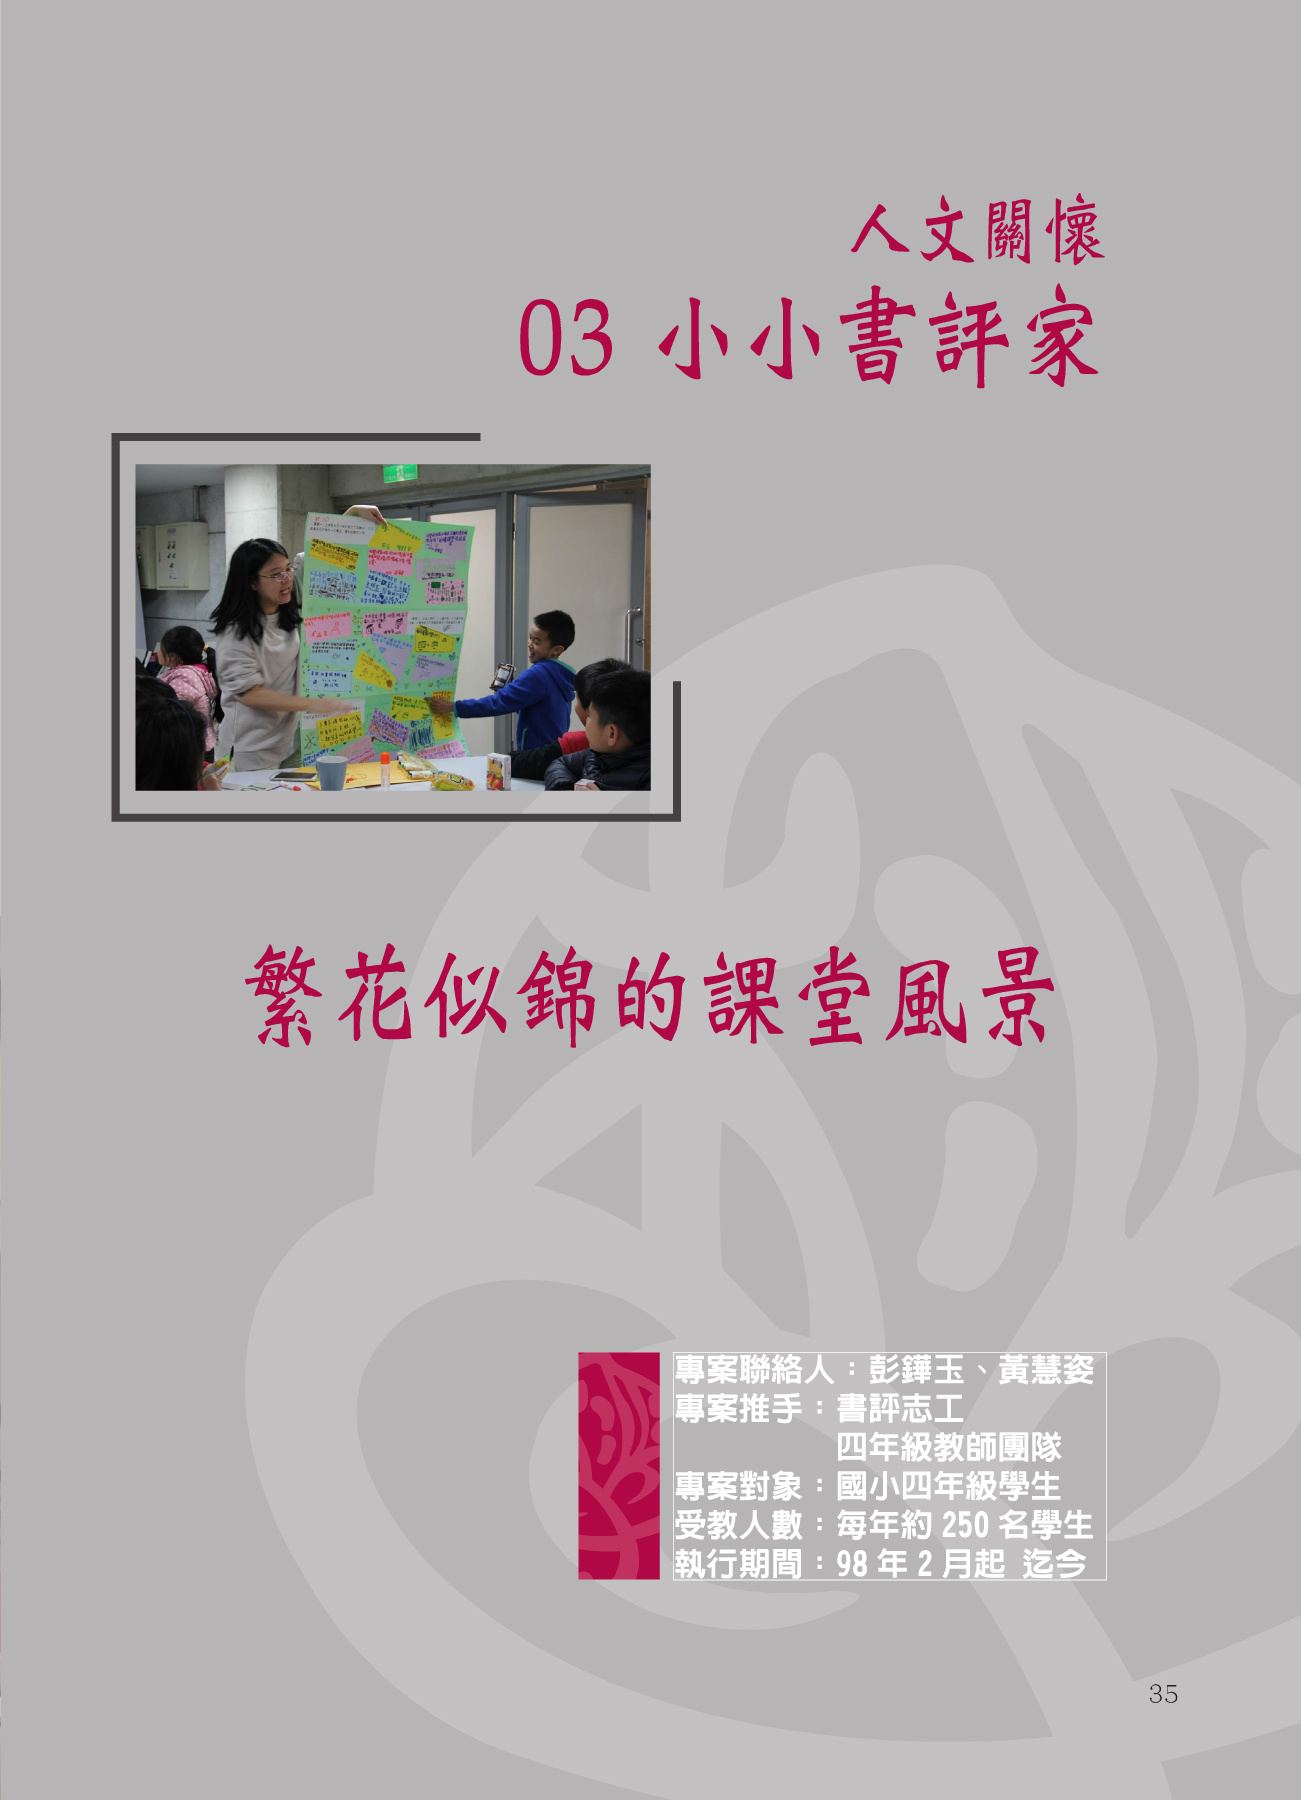 人文關懷
03 小小書評家
繁花似錦的課堂風景
專案聯絡人：彭鏵玉、黃慧姿
專案推手：書評志工
四年級教師團隊
專案對象：國小四年級學生
受教人數：每年約 250 名學生
執行期間：98 年 2 月起 迄今
35